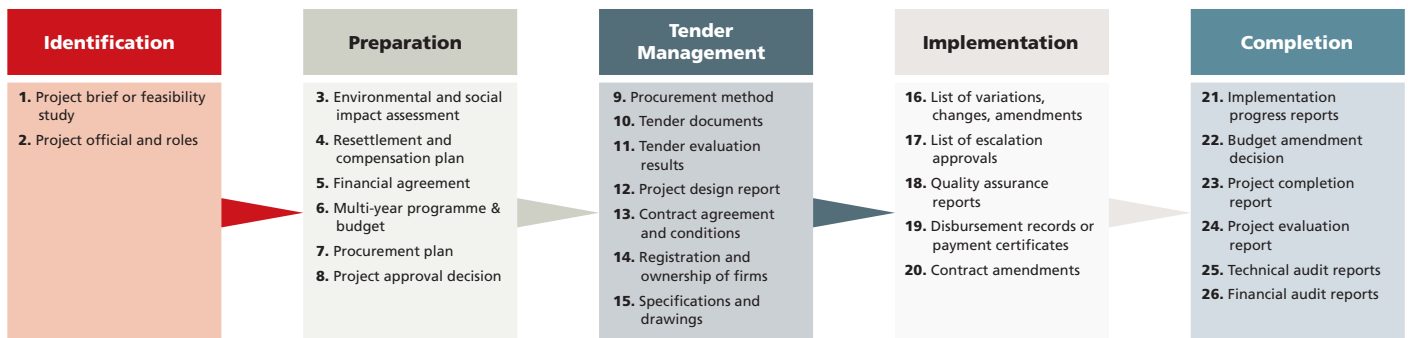 Identification
1. Project brief or feasibility
study
2. Project official and roles
Preparation
3. Environmental and social
impact assessment
4. Resettlement and
compensation plan
5. Financial agreement
6. Multi-year programme &
budget
7. Procurement plan
8. Project approval decision
Tender
Management
9. Procurement method
10. Tender documents
11. Tender evaluation
results
12. Project design report
13. Contract agreement
and conditions
14. Registration and
ownership of firms
15. Specifications and
drawings
Implementation
16. List of variations,
changes, amendments
17. List of escalation
approvals
18. Quality assurance
reports
19. Disbursement records or
payment certificates
20. Contract amendments
Completion
21. Implementation
progress reports
22. Budget amendment
decision
23. Project completion
report
24. Project evaluation
report
25. Technical audit reports
26. Financial audit reports